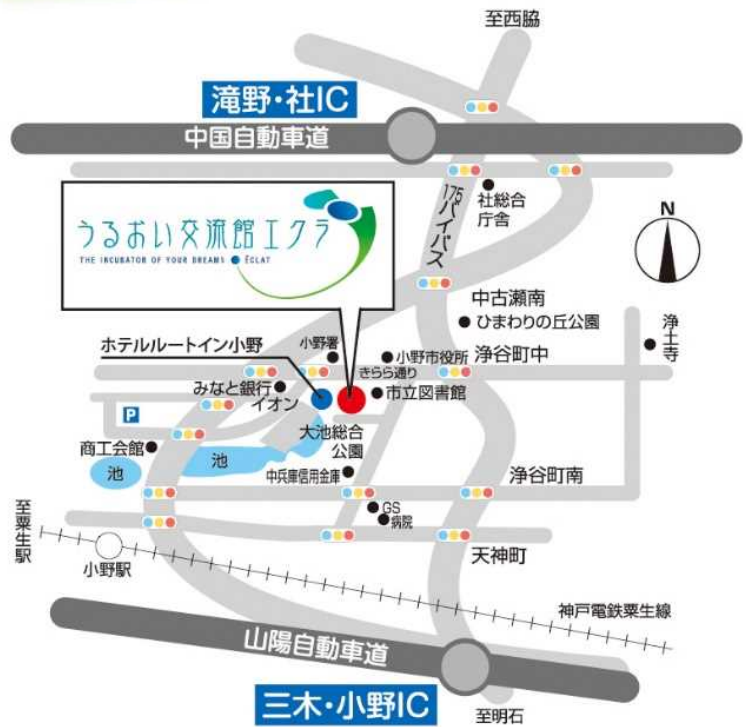 至西脇
滝野・社IC
中国自動車道
175バイパス
社総合
庁舎
うるおい交流館エクラ
THE INCUBATOR OF YOUR DREAMS ● ÉCLAT
N
中古瀬南
ひまわりの丘公園
浄土寺
ホテルルートイン小野
小野署
小野市役所
浄谷町中
きらら通り
みなと銀行
イオン
市立図書館
P
大池総合
公園
商工会館
池
池
中兵庫信用金庫
浄谷町南
GS
病院
至粟生駅
小野駅
天神町
神戸電鉄粟生線
山陽自動車道
三木・小野IC
至明石